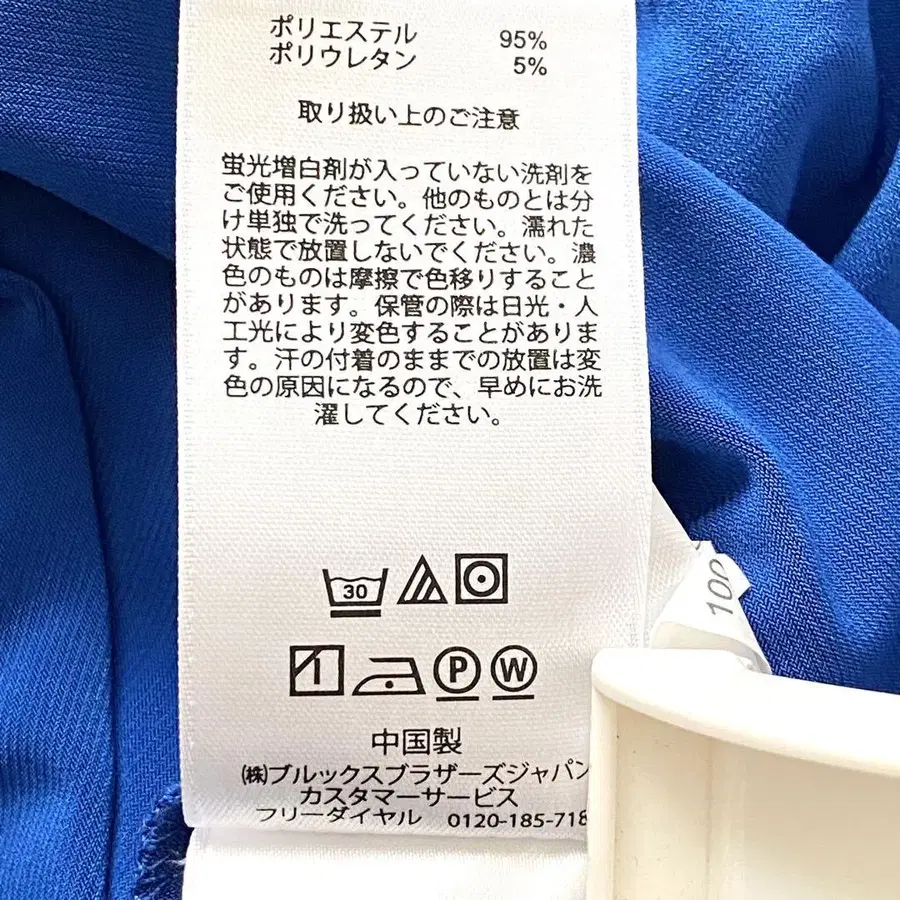 ポリエステル 95%
ポリウレタン 5%
取り扱い上のご注意
蛍光増白剤が入っていない洗剤を
ご使用ください。他のものとは分
け単独で洗ってください。濡れた
状態で放置しないでください。濃
色のものは摩擦で色移りすること
があります。保管の際は日光・人
工光により変色することがありま
す。汗の付着のままでの放置は変
色の原因になるので、早めにお洗
濯してください。
30
1 P W
中国製
㈱ブルックスブラザーズジャパン
カスタマーサービス
フリーダイヤル 0120-185-718
100